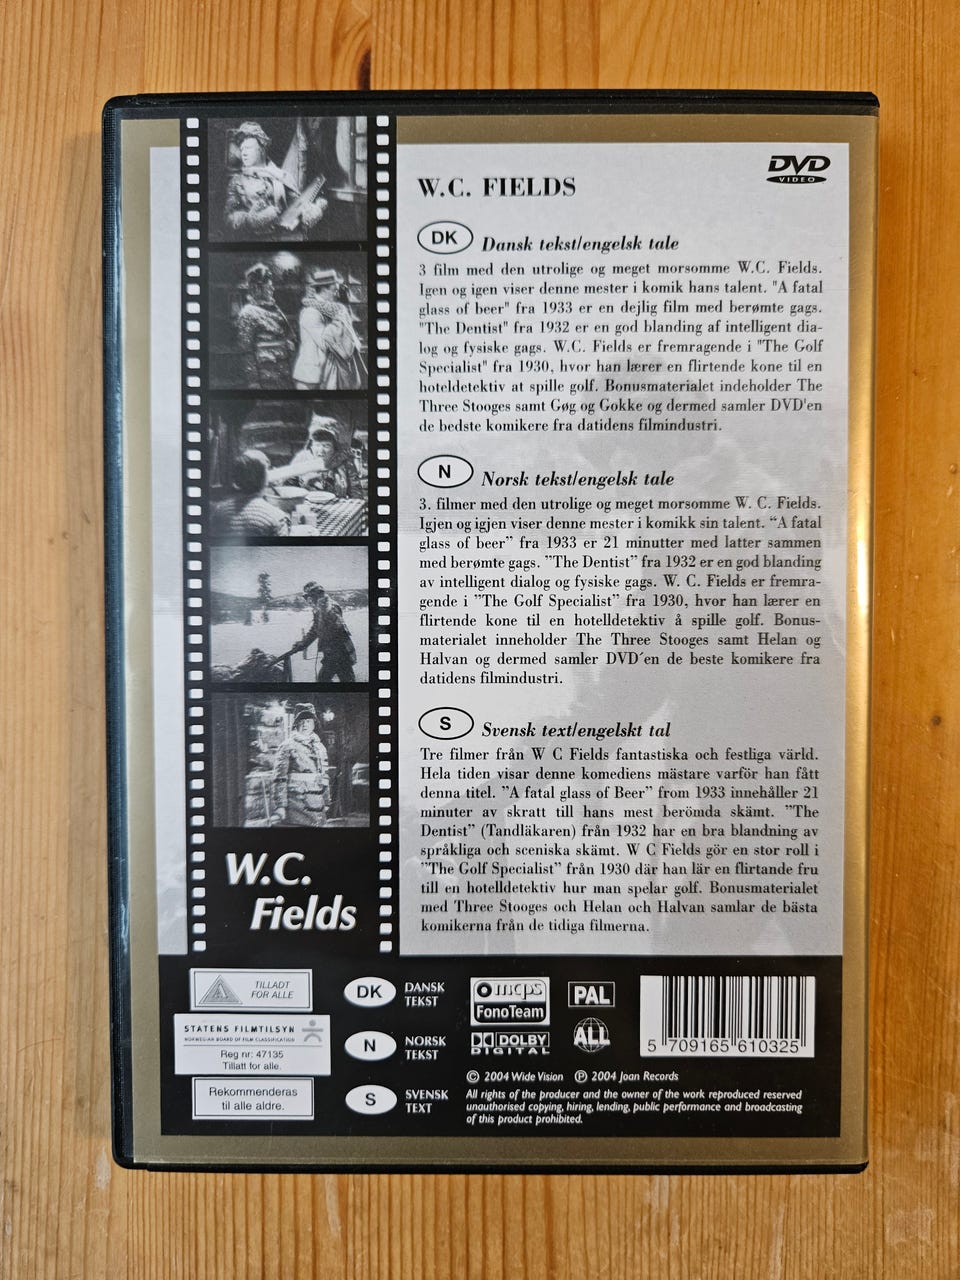 DVD
VIDEO
W.C. FIELDS
DK Dansk tekst/engelsk tale
3 film med den utrolige og meget morsomme W.C. Fields.
Igen og igen viser denne mester i komik hans talent. "A fatal
glass of beer" fra 1933 er en dejlig film med berømte gags.
"The Dentist" fra 1932 er en god blanding af intelligent dia-
log og fysiske gags. W.C. Fields er fremragende i "The Golf
Specialist" fra 1930, hvor han lærer en flirtende kone til en
hoteldetektiv at spille golf. Bonusmaterialet indeholder The
Three Stooges samt Gøg og Gokke og dermed samler DVD'en
de bedste komikere fra datidens filmindustri.
N Norsk tekst/engelsk tale
3. filmer med den utrolige og meget morsomme W. C. Fields.
Igjen og igjen viser denne mester i komikk sin talent. “A fatal
glass of beer” fra 1933 er 21 minutter med latter sammen
med berømte gags. ”The Dentist” fra 1932 er en god blanding
av intelligent dialog og fysiske gags. W. C. Fields er fremra-
gende i ”The Golf Specialist” fra 1930, hvor han lærer en
flirtende kone til en hotelldetektiv å spille golf. Bonus-
materialet inneholder The Three Stooges samt Helan og
Halvan og dermed samler DVD´en de beste komikere fra
datidens filmindustri.
S Svensk text/engelskt tal
Tre filmer från W C Fields fantastiska och festliga värld.
Hela tiden visar denne komediens mästare varför han fått
denna titel. ”A fatal glass of Beer” from 1933 innehåller 21
minuter av skratt till hans mest berömda skämt. ”The
Dentist” (Tandläkaren) från 1932 har en bra blandning av
språkliga och sceniska skämt. W C Fields gör en stor roll i
”The Golf Specialist” från 1930 där han lär en flirtande fru
till en hotelldetektiv hur man spelar golf. Bonusmaterialet
med Three Stooges och Helan och Halvan samlar de bästa
komikerna från de tidiga filmerna.
W.C.
Fields
A TILLADT
FOR ALLE
STATENS FILMTILSYN
NORWEGIAN BOARD OF FILM CLASSIFICATION
Reg nr: 47135
Tillatt for alle.
Rekommenderas
til alle aldre.
DK DANSK
TEKST
N NORSK
TEKST
S SVENSK
TEXT
mcps
FonoTeam
DOLBY
DIGITAL
PAL
ALL
5 709165 610325
© 2004 Wide Vision ℗ 2004 Joan Records
All rights of the producer and the owner of the work reproduced reserved
unauthorised copying, hiring, lending, public performance and broadcasting
of this product prohibited.